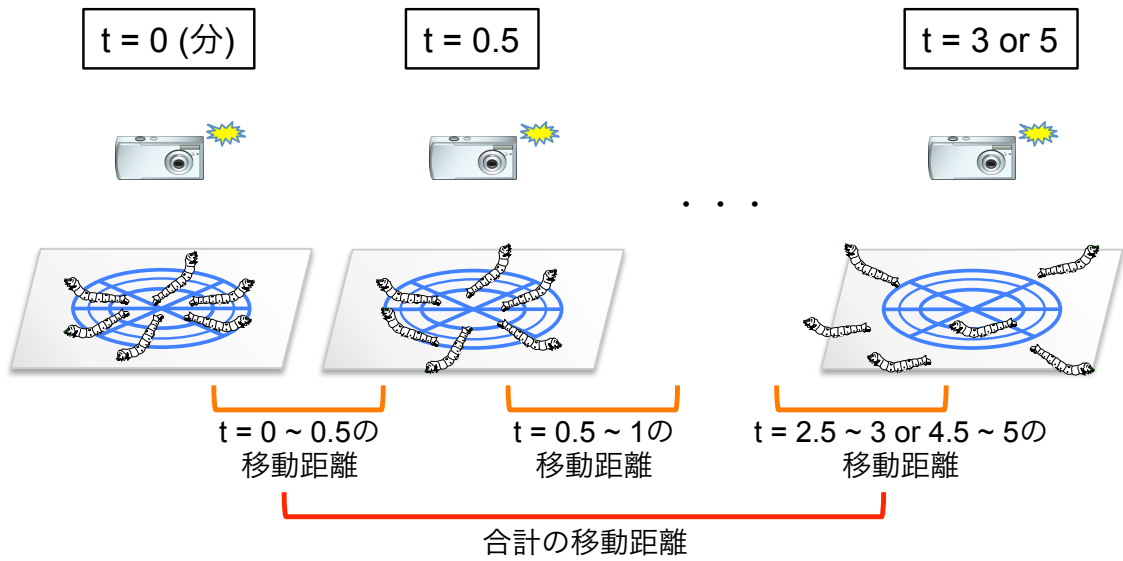 t = 0 (分)
t = 0.5
t = 3 or 5
・・・
t = 0 ~ 0.5の
移動距離
t = 0.5 ~ 1の
移動距離
t = 2.5 ~ 3 or 4.5 ~ 5の
移動距離
合計の移動距離